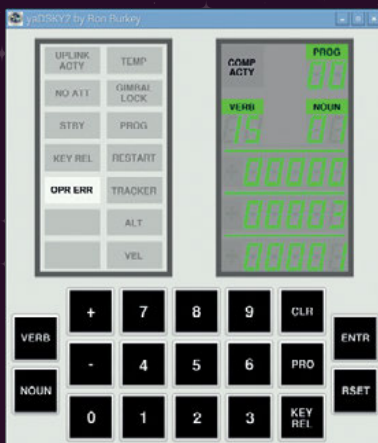 yaDSKY2 by Ron Burkey
UPLINK ACTY
TEMP
NO ATT
GIMBAL LOCK
STBY
PROG
KEY REL
RESTART
OPR ERR
TRACKER
ALT
VEL
COMP ACTY
PROG
VERB
NOUN
15
+
7
8
9
CLR
VERB
ENTR
-
4
5
6
PRO
NOUN
RSET
0
1
2
3
KEY REL